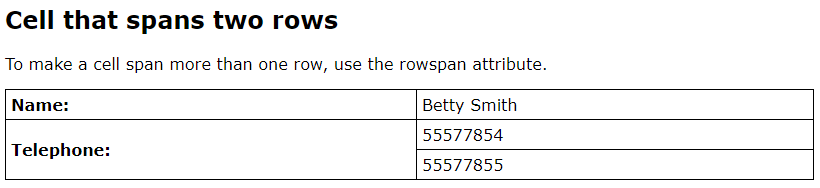 Cell that spans two rows
To make a cell span more than one row, use the rowspan attribute.
Name: Betty Smith
Telephone: 55577854
55577855